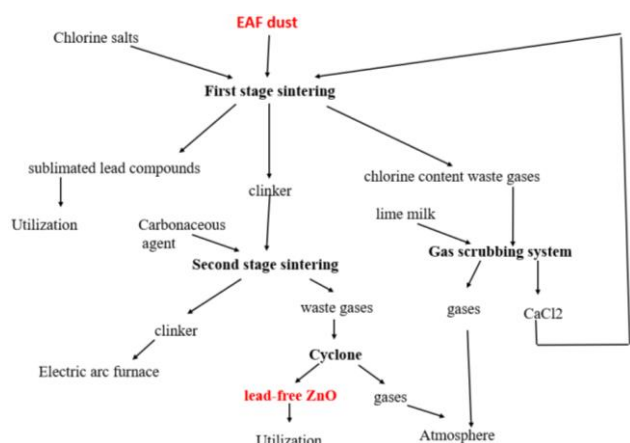 EAF dust
Chlorine salts
First stage sintering
sublimated lead compounds
chlorine content waste gases
clinker
lime milk
Utilization
Carbonaceous
agent
Gas scrubbing system
Second stage sintering
waste gases
gases
CaCl2
clinker
Cyclone
Electric arc furnace
lead-free ZnO
gases
Atmosphere
Utilization